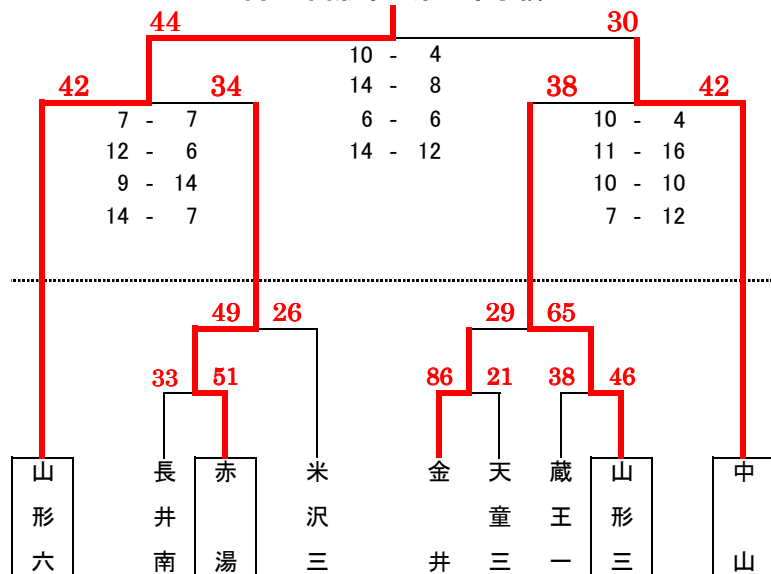 44 30
10 - 4
14 - 8
6 - 6
14 - 12
42 34 38 42
7 - 7
12 - 6
9 - 14
14 - 7
10 - 4
11 - 16
10 - 10
7 - 12
49 26 29 65
33 51 86 21 38 46
山形六
長井南
赤湯
米沢三
金井
天童三
蔵王一
山形三
中山